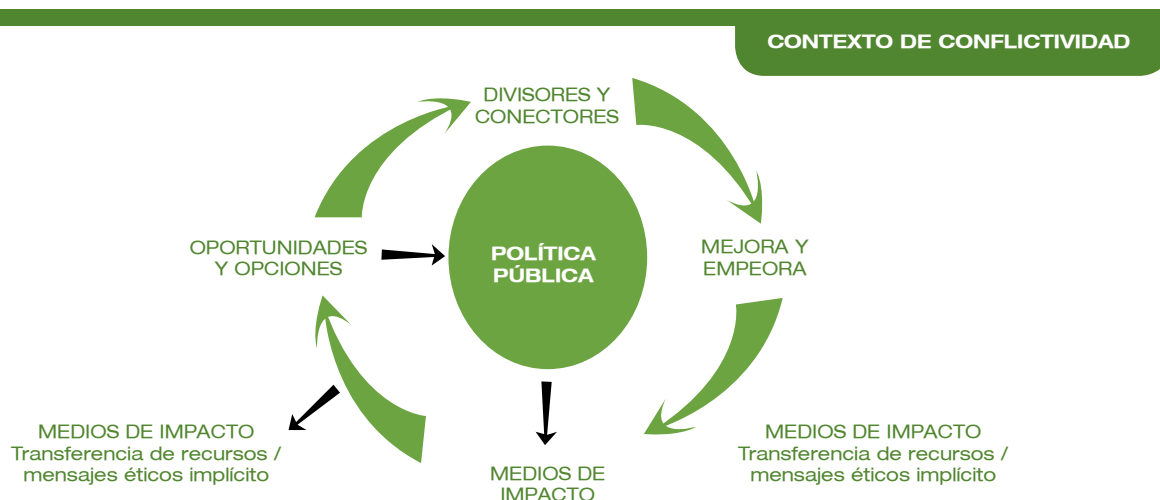 CONTEXTO DE CONFLICTIVIDAD
DIVISORES Y
CONECTORES
OPORTUNIDADES
Y OPCIONES
POLÍTICA
PÚBLICA
MEJORA Y
EMPEORA
MEDIOS DE IMPACTO
Transferencia de recursos /
mensajes éticos implícito
MEDIOS DE
IMPACTO
MEDIOS DE IMPACTO
Transferencia de recursos /
mensajes éticos implícito